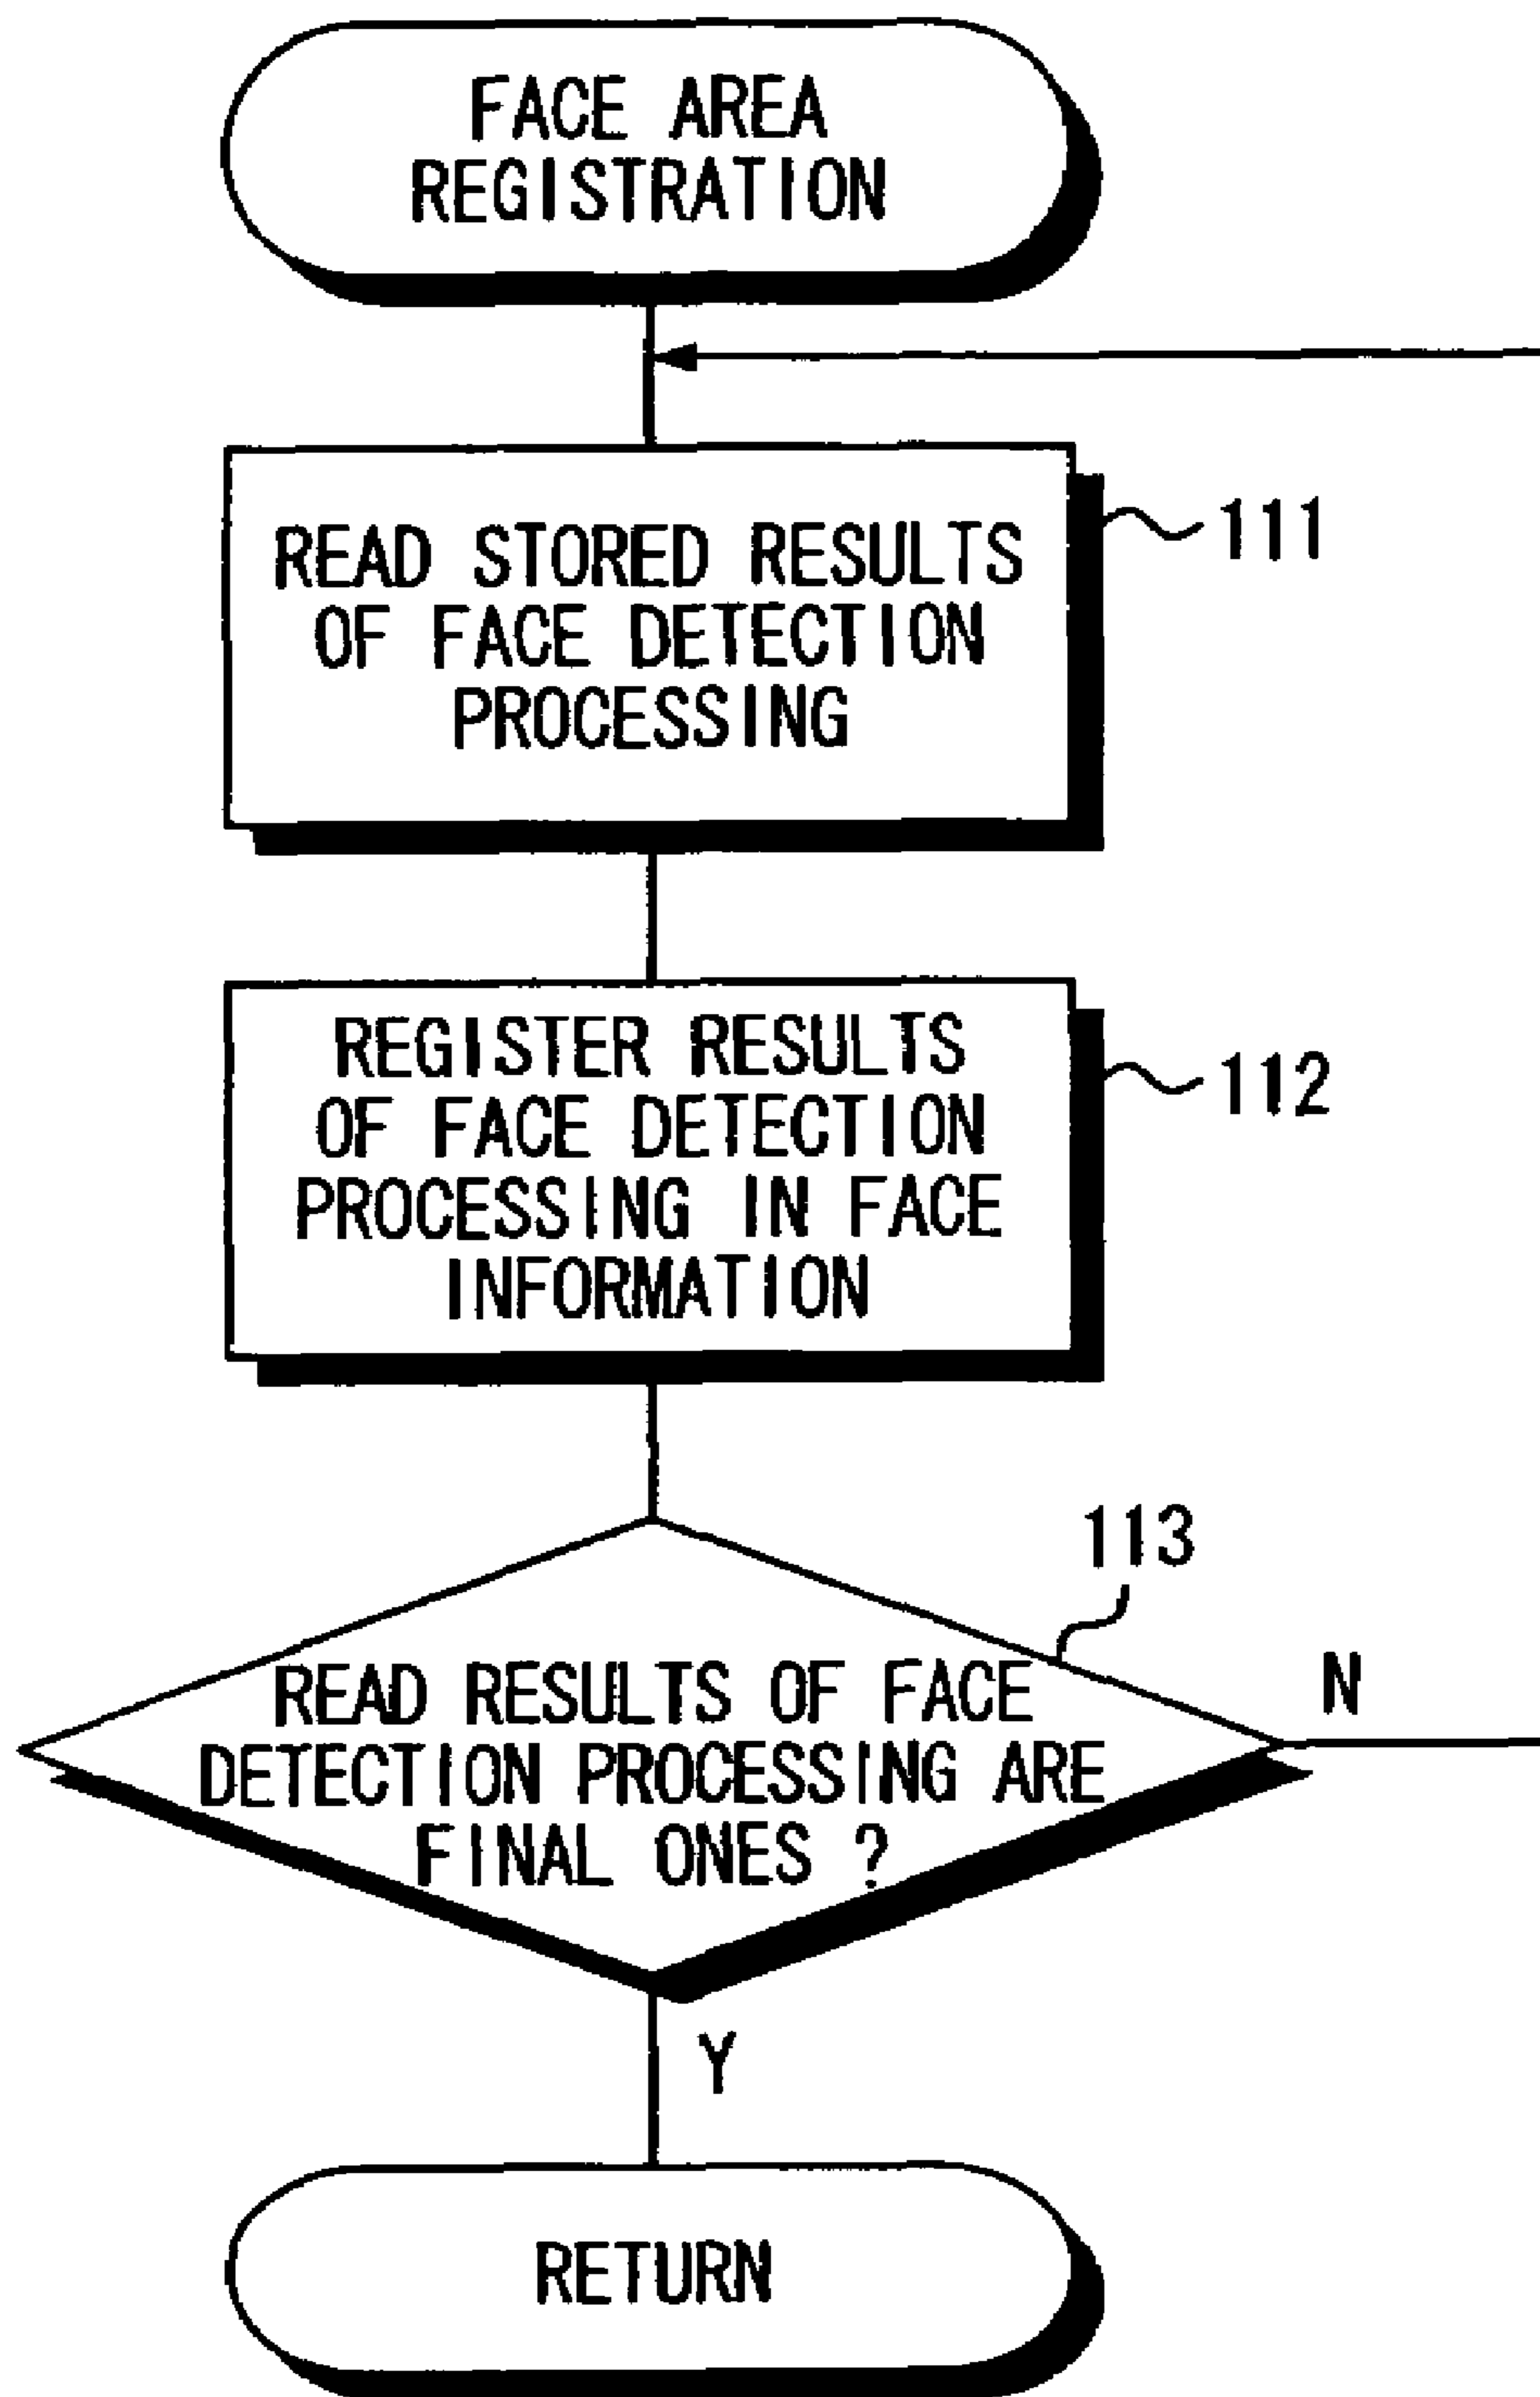 FACE AREA
REGISTRATION
READ STORED RESULTS
OF FACE DETECTION
PROCESSING
111
REGISTER RESULTS
OF FACE DETECTION
PROCESSING IN FACE
INFORMATION
112
113
READ RESULTS OF FACE
DETECTION PROCESSING ARE
FINAL ONES ?
N
Y
RETURN